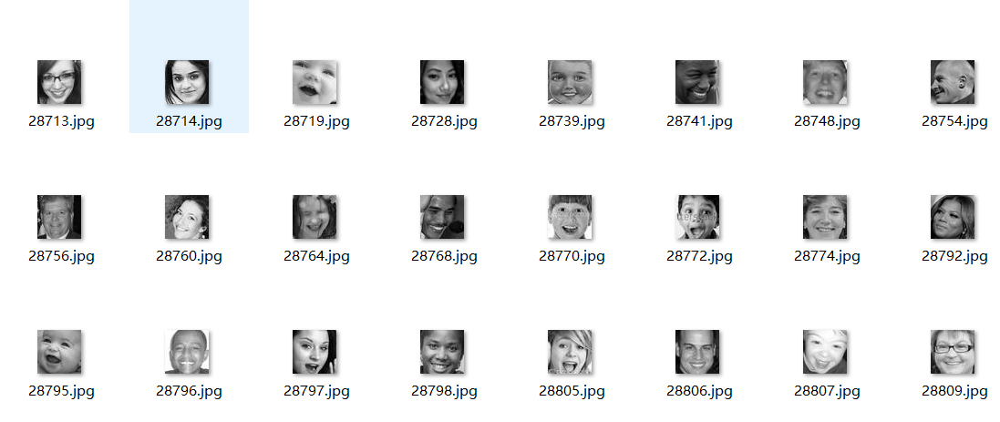 28713.jpg 28714.jpg 28719.jpg 28728.jpg 28739.jpg 28741.jpg 28748.jpg 28754.jpg
28756.jpg 28760.jpg 28764.jpg 28768.jpg 28770.jpg 28772.jpg 28774.jpg 28792.jpg
28795.jpg 28796.jpg 28797.jpg 28798.jpg 28805.jpg 28806.jpg 28807.jpg 28809.jpg